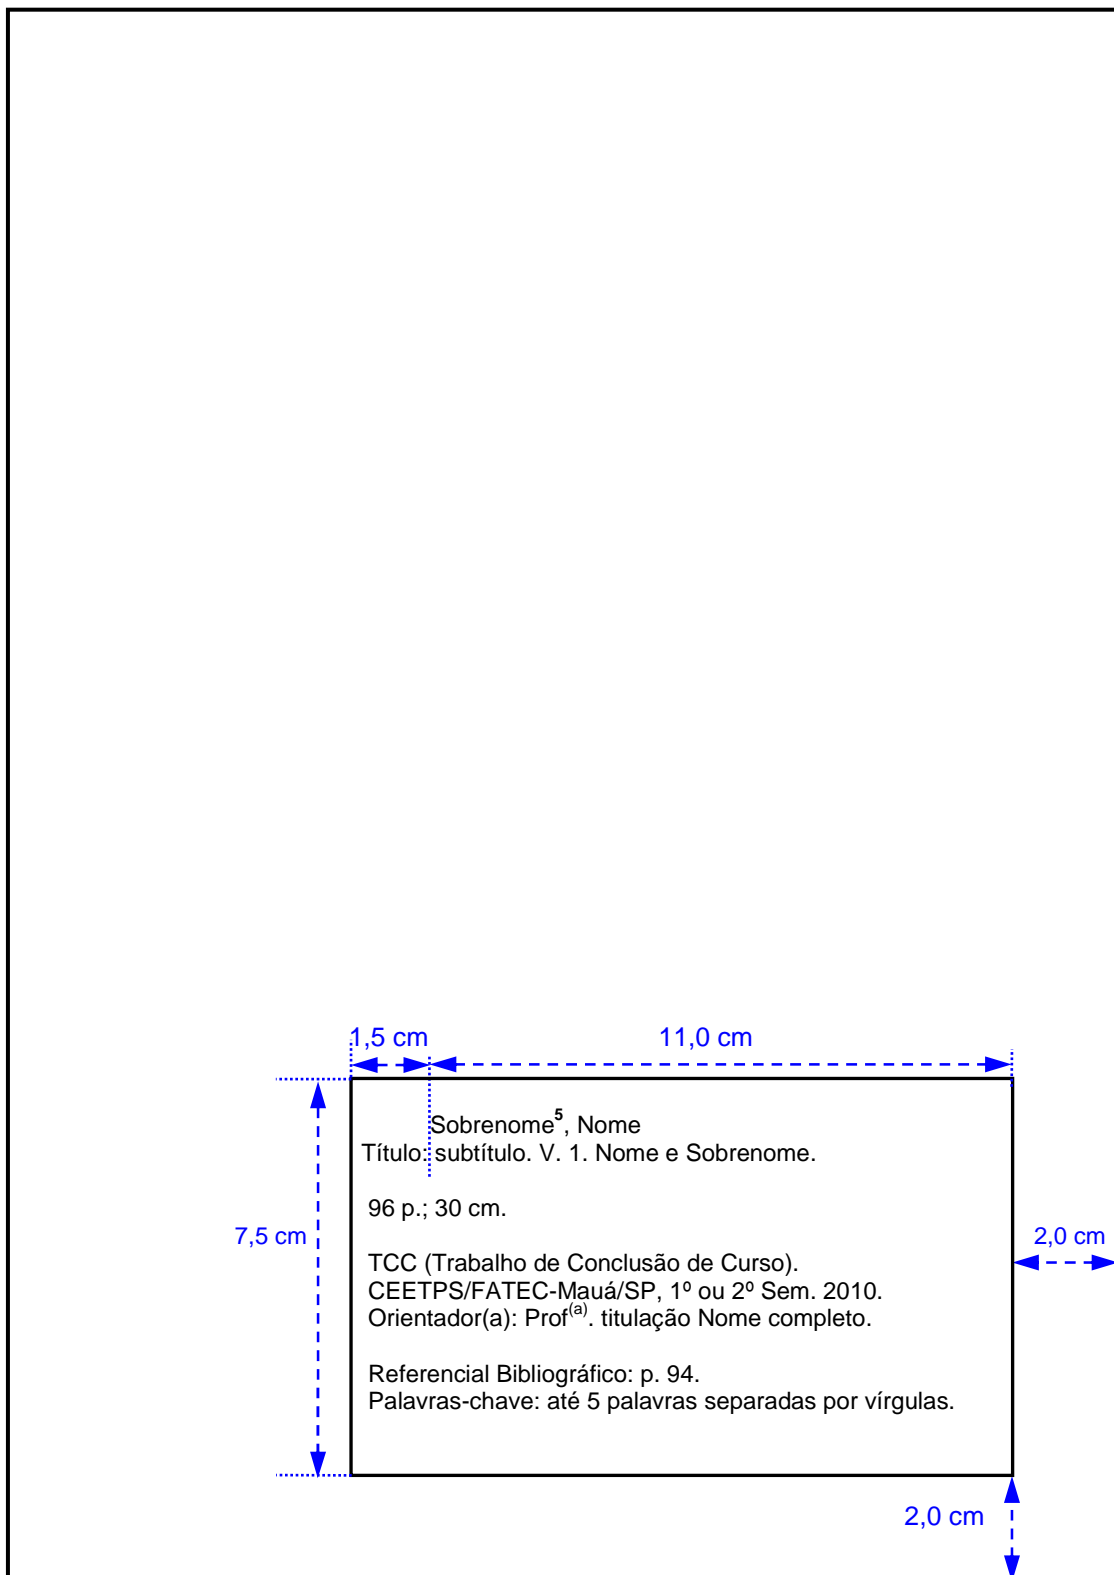 1,5 cm
11,0 cm
Sobrenome⁵, Nome
Título: subtítulo. V. 1. Nome e Sobrenome.
96 p.; 30 cm.
7,5 cm
2,0 cm
TCC (Trabalho de Conclusão de Curso).
CEETPS/FATEC-Mauá/SP, 1º ou 2º Sem. 2010.
Orientador(a): Prof⁽ᵃ⁾. titulação Nome completo.
Referencial Bibliográfico: p. 94.
Palavras-chave: até 5 palavras separadas por vírgulas.
2,0 cm